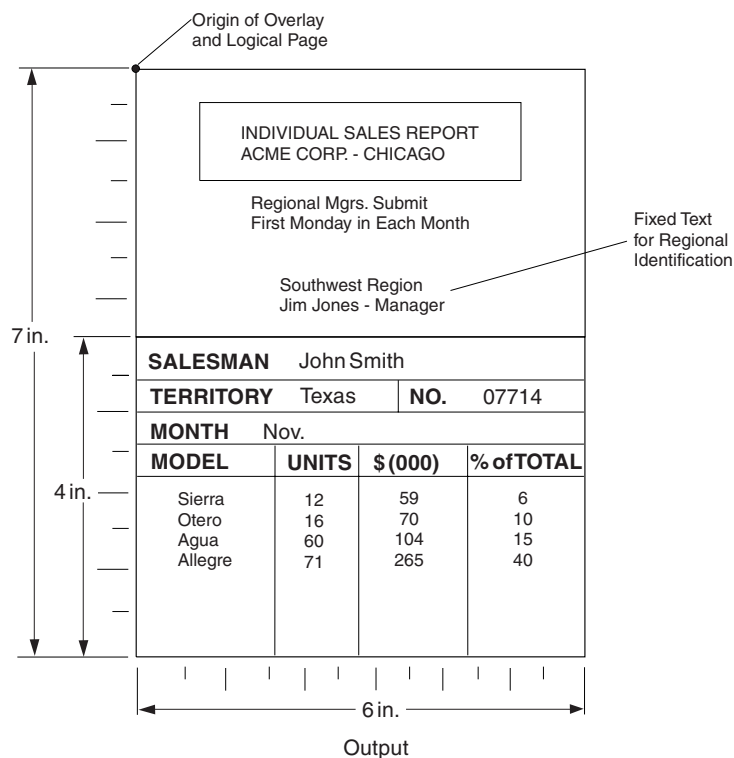 Origin of Overlay
and Logical Page
INDIVIDUAL SALES REPORT
ACME CORP. - CHICAGO
Regional Mgrs. Submit
First Monday in Each Month
Fixed Text
for Regional
Identification
Southwest Region
Jim Jones - Manager
7 in.
SALESMAN John Smith
TERRITORY Texas NO. 07714
MONTH Nov.
MODEL UNITS $ (000) % of TOTAL
4 in.
Sierra 12 59 6
Otero 16 70 10
Agua 60 104 15
Allegre 71 265 40
6 in.
Output